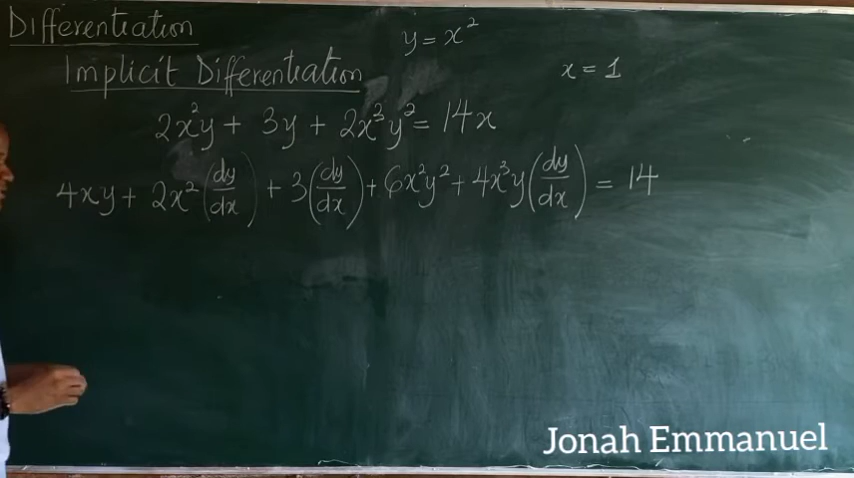 Differentiation
y = x²
Implicit Differentiation
x = 1
2x²y + 3y + 2x³y² = 14x
4xy + 2x² (dy/dx) + 3(dy/dx) + 6x²y² + 4x³y(dy/dx) = 14
Jonah Emmanuel